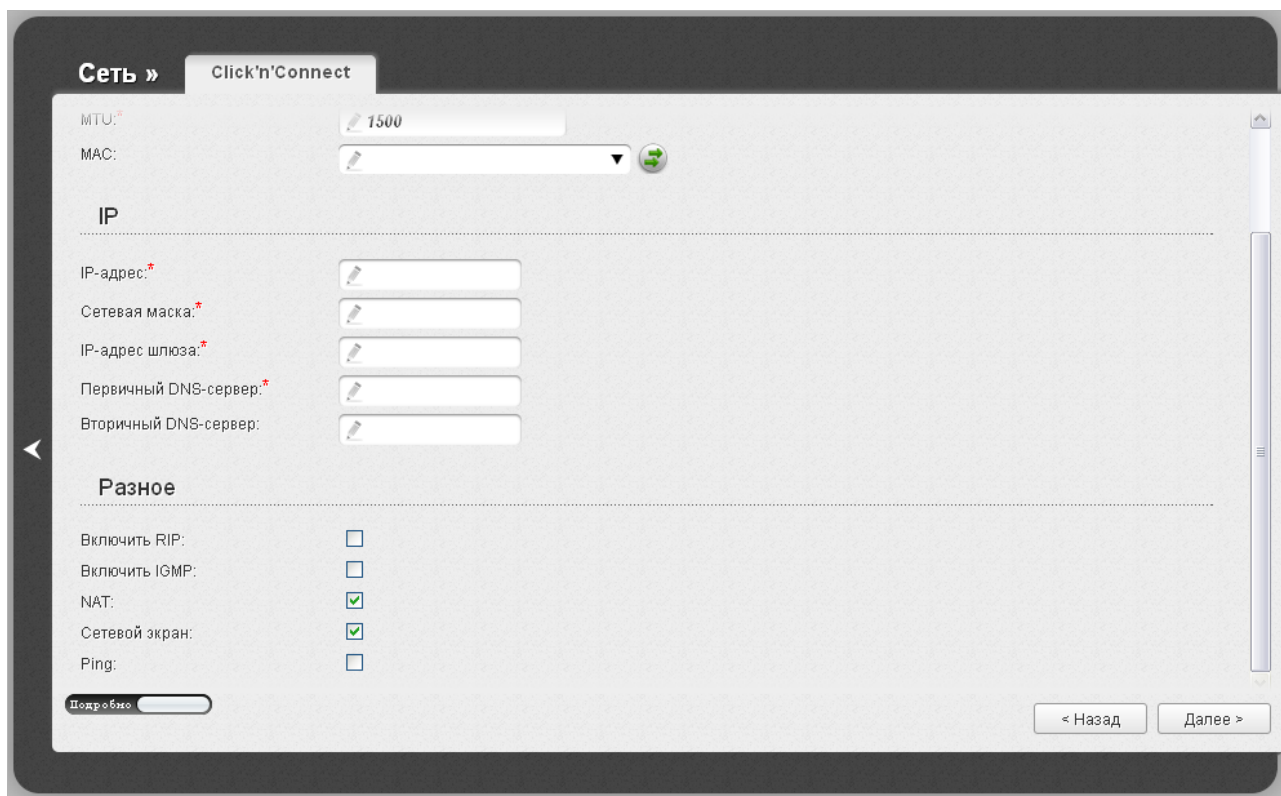 Сеть »
Click'n'Connect
MTU:* 1500
MAC:
IP
IP-адрес:*
Сетевая маска:*
IP-адрес шлюза:*
Первичный DNS-сервер:*
Вторичный DNS-сервер:
Разное
Включить RIP:
Включить IGMP:
NAT:
Сетевой экран:
Ping:
Подробно
< Назад
Далее >